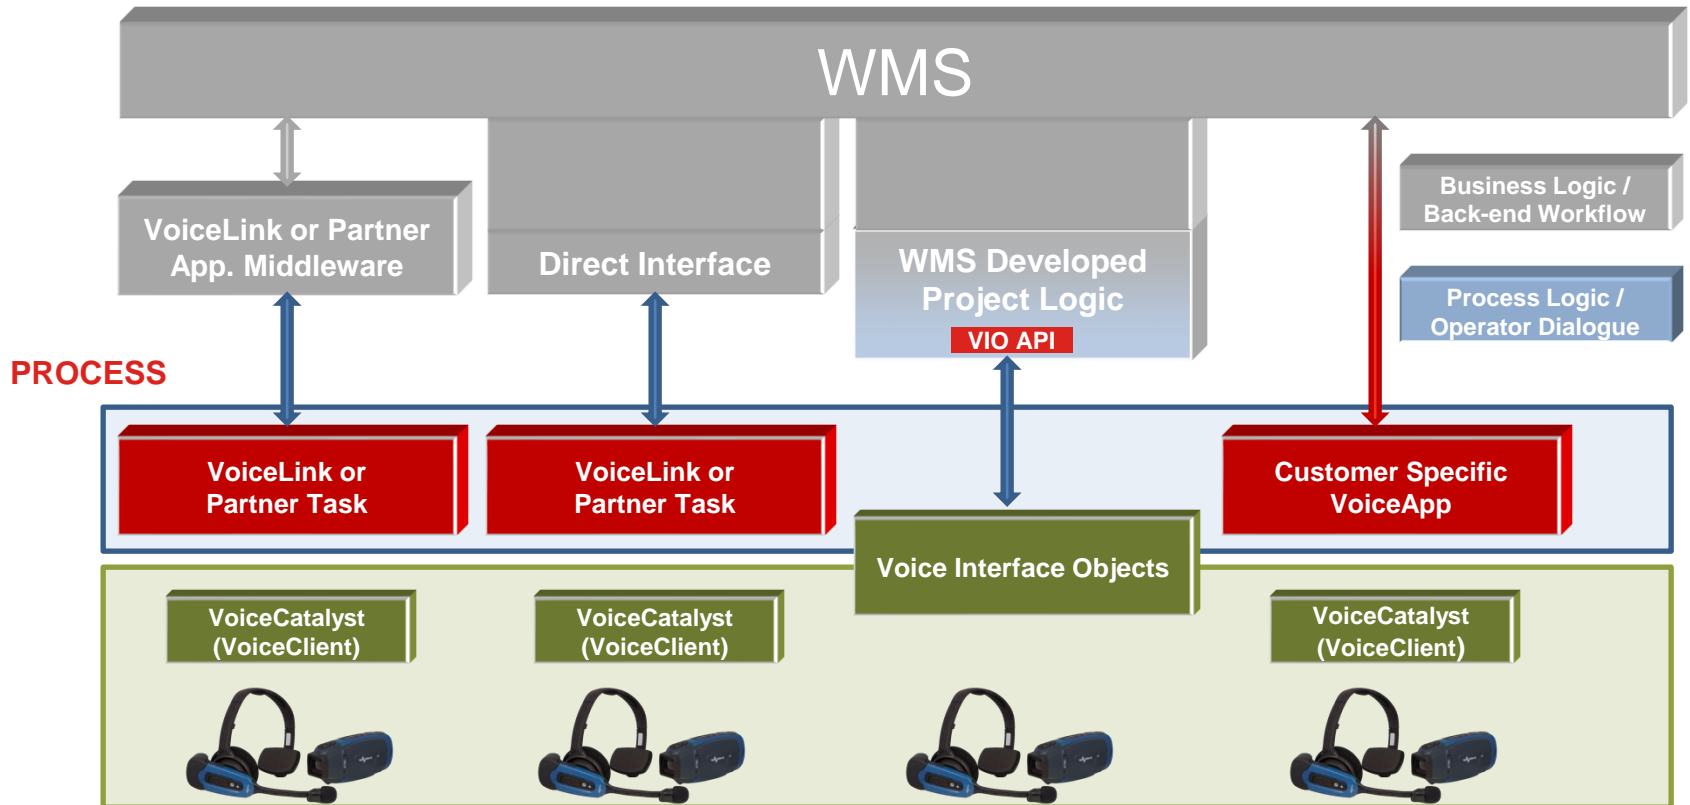 WMS
VoiceLink or Partner
App. Middleware
Direct Interface
WMS Developed
Project Logic
VIO API
Business Logic /
Back-end Workflow
Process Logic /
Operator Dialogue
PROCESS
VoiceLink or
Partner Task
VoiceLink or
Partner Task
Customer Specific
VoiceApp
Voice Interface Objects
VoiceCatalyst
(VoiceClient)
VoiceCatalyst
(VoiceClient)
VoiceCatalyst
(VoiceClient)